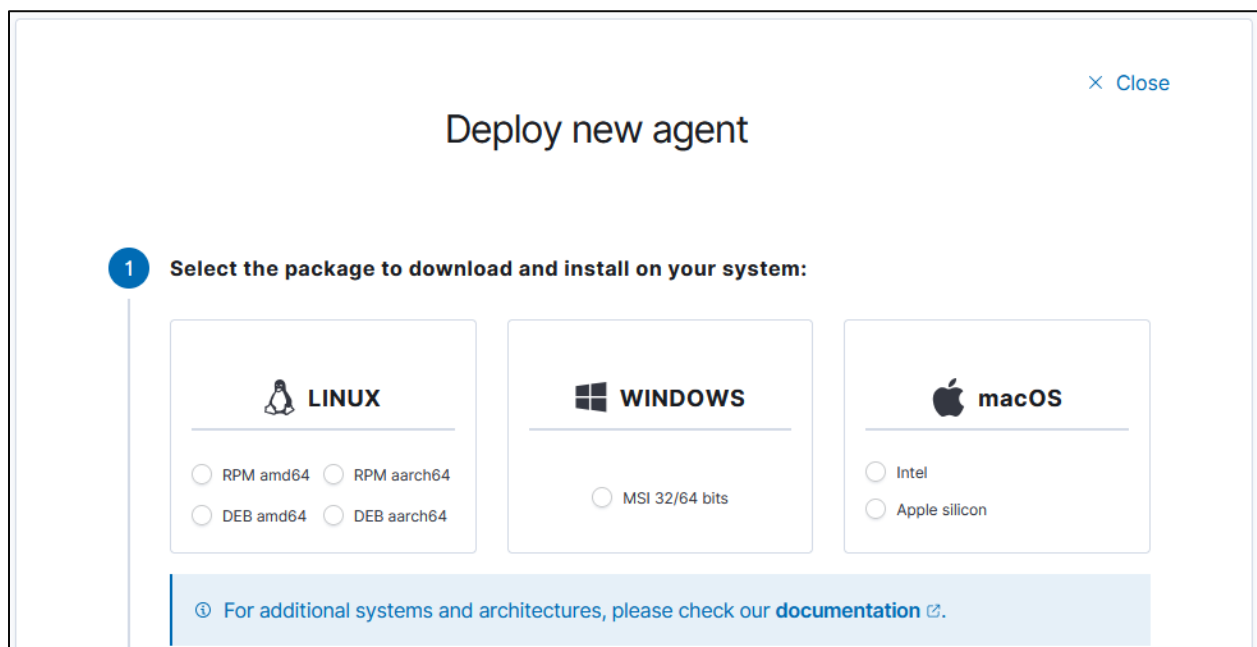 Close
Deploy new agent
1
Select the package to download and install on your system:
LINUX
RPM amd64
RPM aarch64
DEB amd64
DEB aarch64
WINDOWS
MSI 32/64 bits
macOS
Intel
Apple silicon
For additional systems and architectures, please check our documentation.